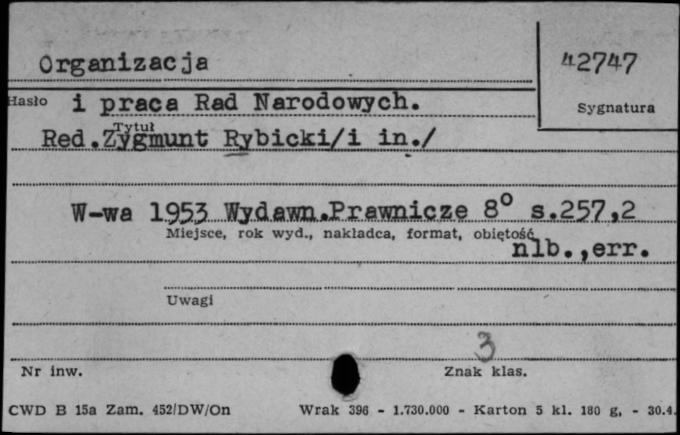 Organizacja
42747
Hasło i praca Rad Narodowych.
Sygnatura
Tytuł
Red.Zygmunt Rybicki/i in./
W-wa 1953 Wydawn.Prawnicze 8° s.257,2
Miejsce, rok wyd., nakładca, format, obiętość
nlb.,err.
Uwagi
3
Nr inw.
Znak klas.
CWD B 15a Zam. 452/DW/On Wrak 396 - 1.730.000 - Karton 5 kl. 180 g, - 30.4.